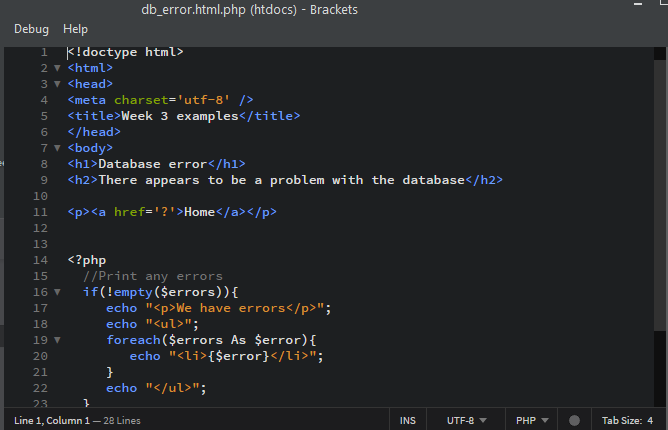 db_error.html.php (htdocs) - Brackets
Debug Help
1 <!doctype html>
2 <html>
3 <head>
4 <meta charset='utf-8' />
5 <title>Week 3 examples</title>
6 </head>
7 <body>
8 <h1>Database error</h1>
9 <h2>There appears to be a problem with the database</h2>
10
11 <p><a href='?'>Home</a></p>
12
13
14 <?php
15 //Print any errors
16 if(!empty($errors)){
17 echo "<p>We have errors</p>";
18 echo "<ul>";
19 foreach($errors As $error){
20 echo "<li>{$error}</li>";
21 }
22 echo "</ul>";
23 }
Line 1, Column 1 — 28 Lines INS UTF-8 PHP Tab Size: 4